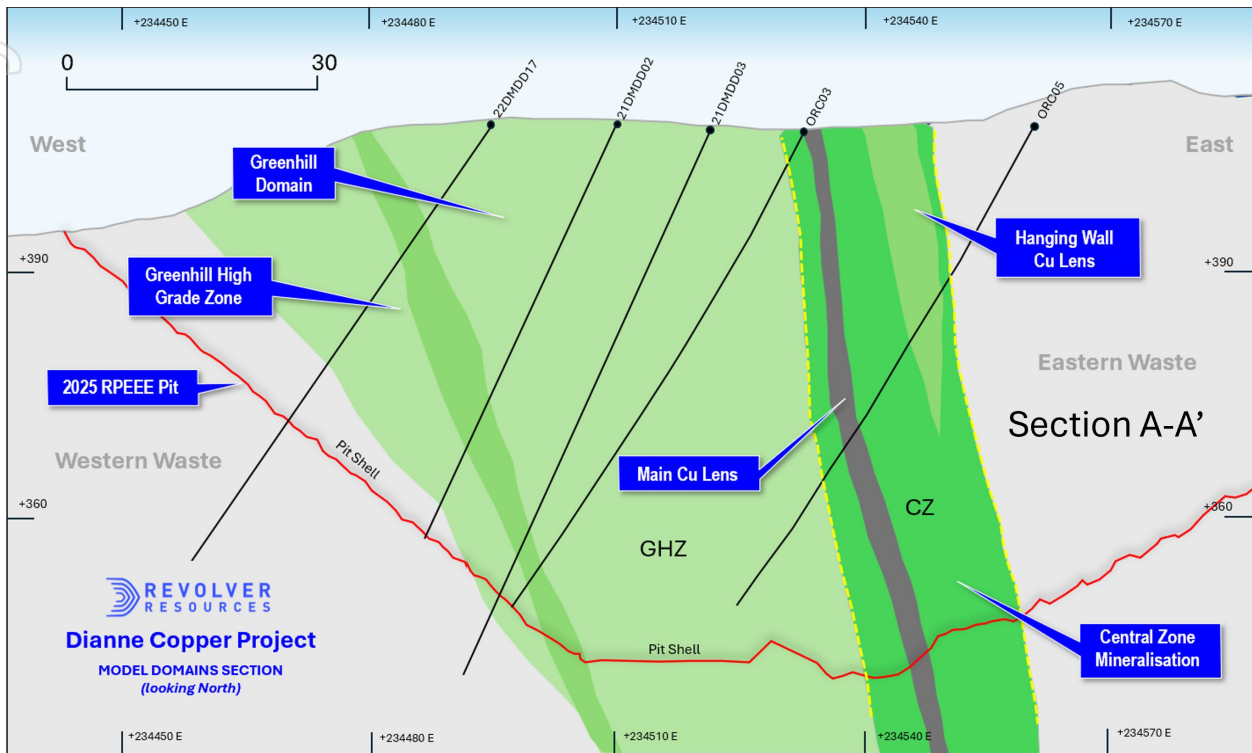 +234450 E
+234480 E
+234510 E
+234540 E
+234570 E
0
30
22DMDD17
21DMDD02
21DMDD03
ORC03
ORC05
West
East
Greenhill
Domain
Hanging Wall
Cu Lens
+390
+390
Greenhill High
Grade Zone
2025 RPEEE Pit
Eastern Waste
Section A-A’
Western Waste
Pit Shell
Main Cu Lens
CZ
+360
+360
GHZ
REVOLVER
RESOURCES
Dianne Copper Project
MODEL DOMAINS SECTION
(looking North)
Pit Shell
Central Zone
Mineralisation
+234450 E
+234480 E
+234510 E
+234540 E
+234570 E